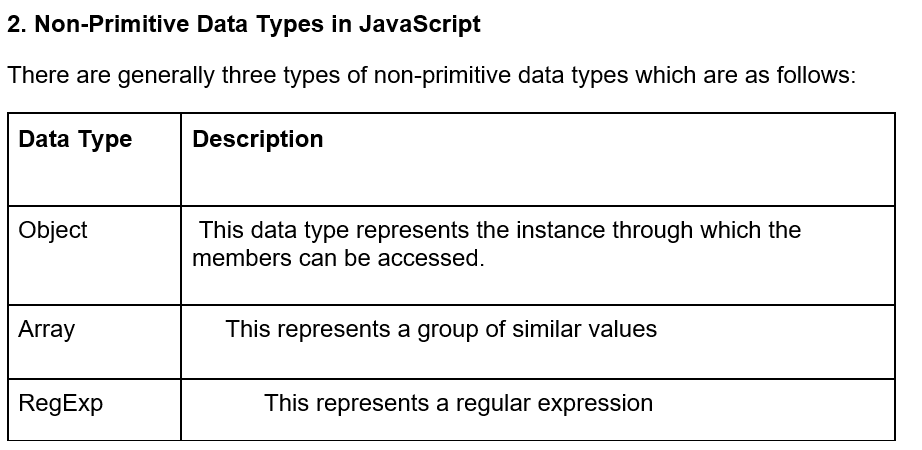 2. Non-Primitive Data Types in JavaScript
There are generally three types of non-primitive data types which are as follows:
Data Type Description
Object This data type represents the instance through which the
members can be accessed.
Array This represents a group of similar values
RegExp This represents a regular expression